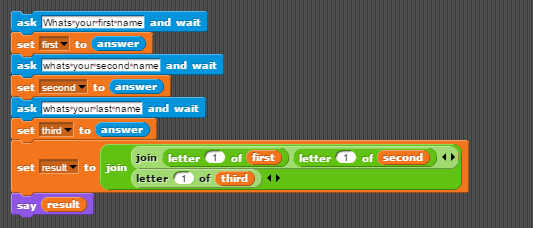 ask Whats your first name and wait
set first to answer
ask whats your second name and wait
set second to answer
ask whats your last name and wait
set third to answer
set result to join join letter 1 of first letter 1 of second
letter 1 of third
say result